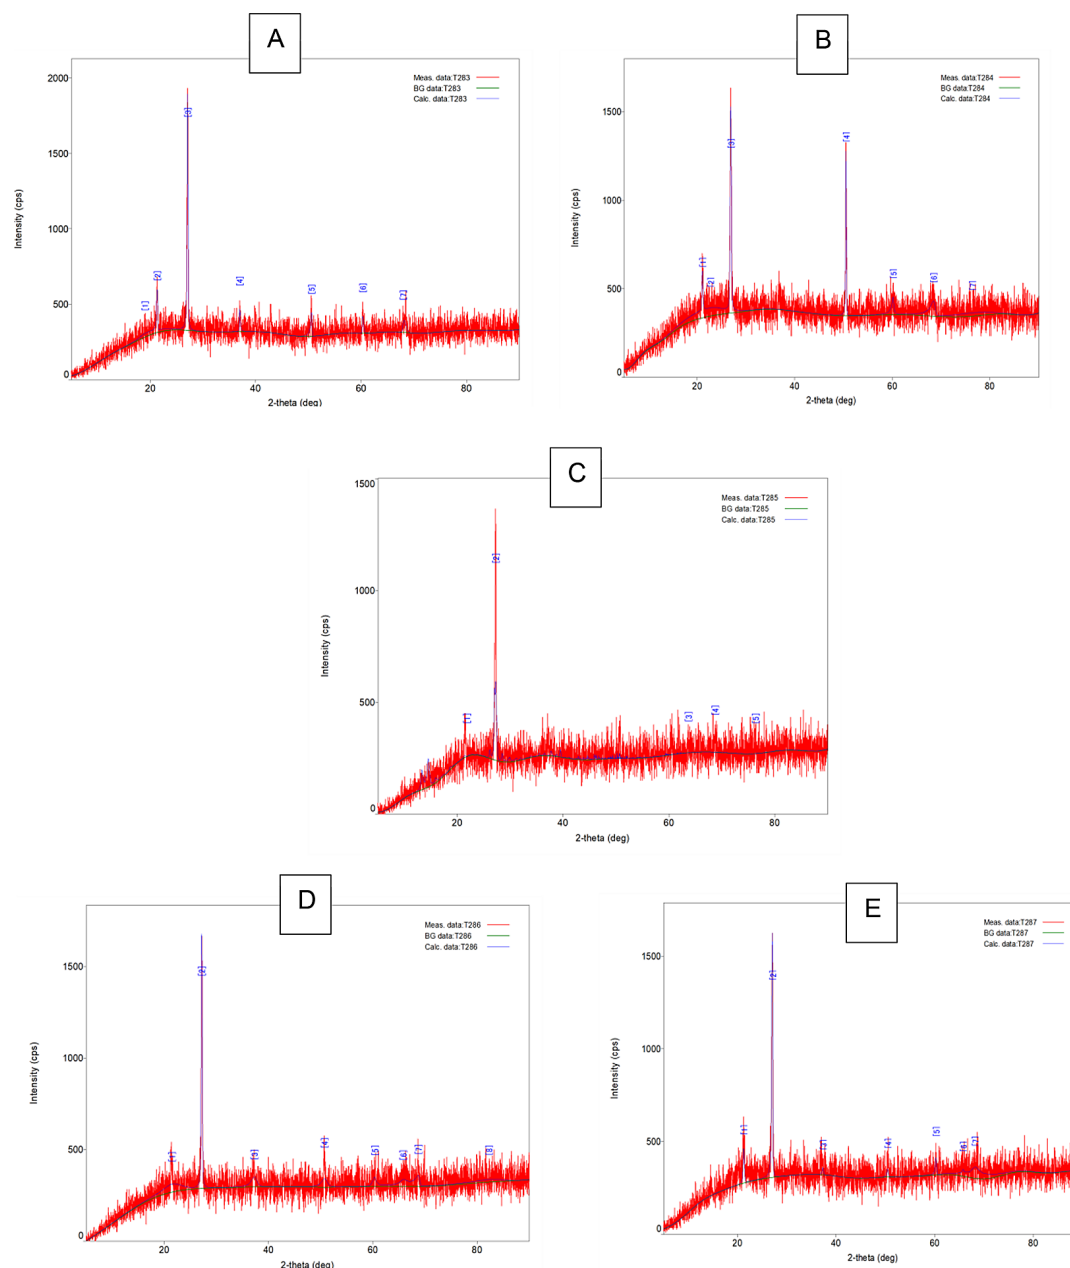 A
B
Meas. data:T283
BG data:T283
Calc. data:T283
Intensity (cps)
2000
1500
1000
500
0
[1]
[2]
[3]
[4]
[5]
[6]
[7]
20
40
60
80
2-theta (deg)
Meas. data:T284
BG data:T284
Calc. data:T284
Intensity (cps)
1500
1000
500
0
[1]
[2]
[3]
[4]
[5]
[6]
[7]
20
40
60
80
2-theta (deg)
C
Meas. data:T285
BG data:T285
Calc. data:T285
Intensity (cps)
1500
1000
500
0
[1]
[2]
[3]
[4]
[5]
20
40
60
80
2-theta (deg)
D
E
Meas. data:T286
BG data:T286
Calc. data:T286
Intensity (cps)
1500
1000
500
0
[1]
[2]
[3]
[4]
[5]
[6]
[7]
[8]
20
40
60
80
2-theta (deg)
Meas. data:T287
BG data:T287
Calc. data:T287
Intensity (cps)
1500
1000
500
0
[1]
[2]
[3]
[4]
[5]
[6]
[7]
20
40
60
80
2-theta (deg)